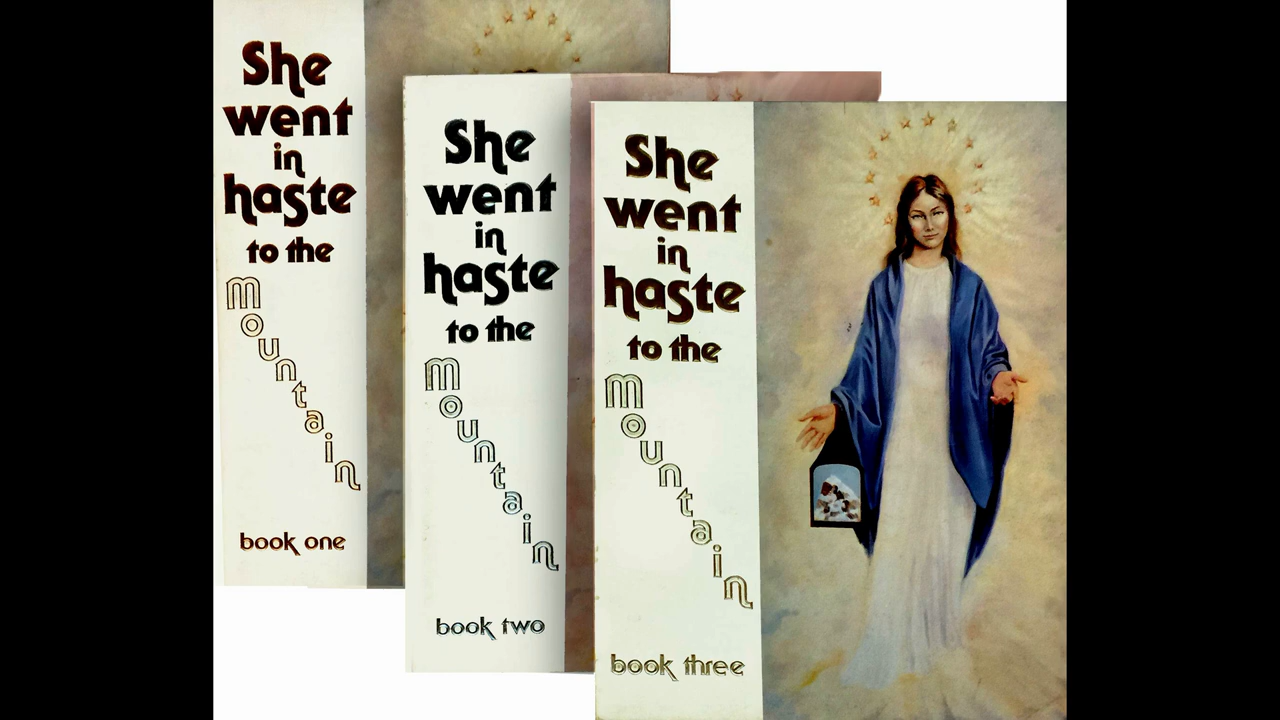 She
went
in
haste
to the
mountain
book one
She
went
in
haste
to the
mountain
book two
She
went
in
haste
to the
mountain
book three